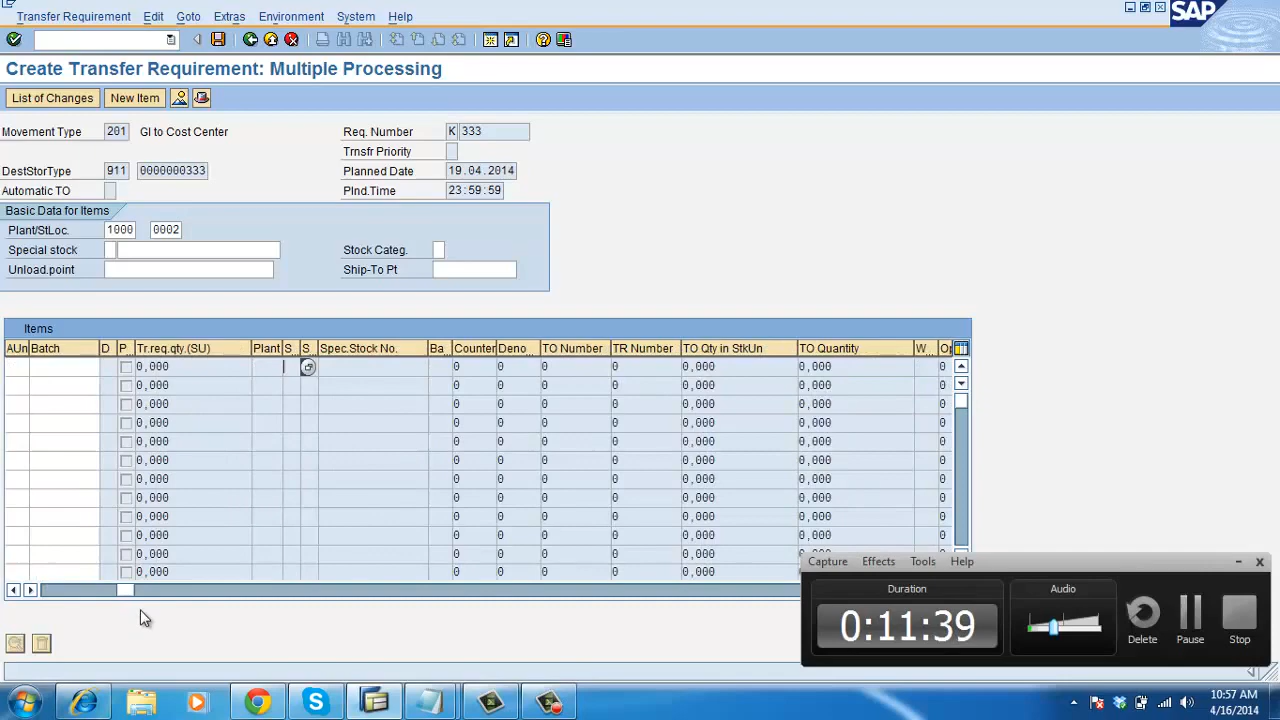 Transfer Requirement Edit Goto Extras Environment System Help
SAP
Create Transfer Requirement: Multiple Processing
List of Changes New Item
Movement Type 201 GI to Cost Center Req. Number K 333
Trnsfr Priority
DestStorType 911 0000000333 Planned Date 19.04.2014
Automatic TO Plnd.Time 23:59:59
Basic Data for Items
Plant/StLoc. 1000 0002
Special stock Stock Categ.
Unload.point Ship-To Pt
Items
AUn Batch D P.. Tr.req.qty.(SU) Plant S.. S.. Spec.Stock No. Ba.. Counter Deno... TO Number TR Number TO Qty in StkUn TO Quantity W... Op
0,000 0 0 0 0 0,000 0,000 0
0,000 0 0 0 0 0,000 0,000 0
0,000 0 0 0 0 0,000 0,000 0
0,000 0 0 0 0 0,000 0,000 0
0,000 0 0 0 0 0,000 0,000 0
0,000 0 0 0 0 0,000 0,000 0
0,000 0 0 0 0 0,000 0,000 0
0,000 0 0 0 0 0,000 0,000 0
0,000 0 0 0 0 0,000 0,000 0
0,000 0 0 0 0 0,000 0,000 0
0,000 0 0 0 0 0,000 0,000
0,000 0 0 0 0 0,000
Capture Effects Tools Help
Duration Audio
0:11:39
Delete Pause Stop
10:57 AM
4/16/2014